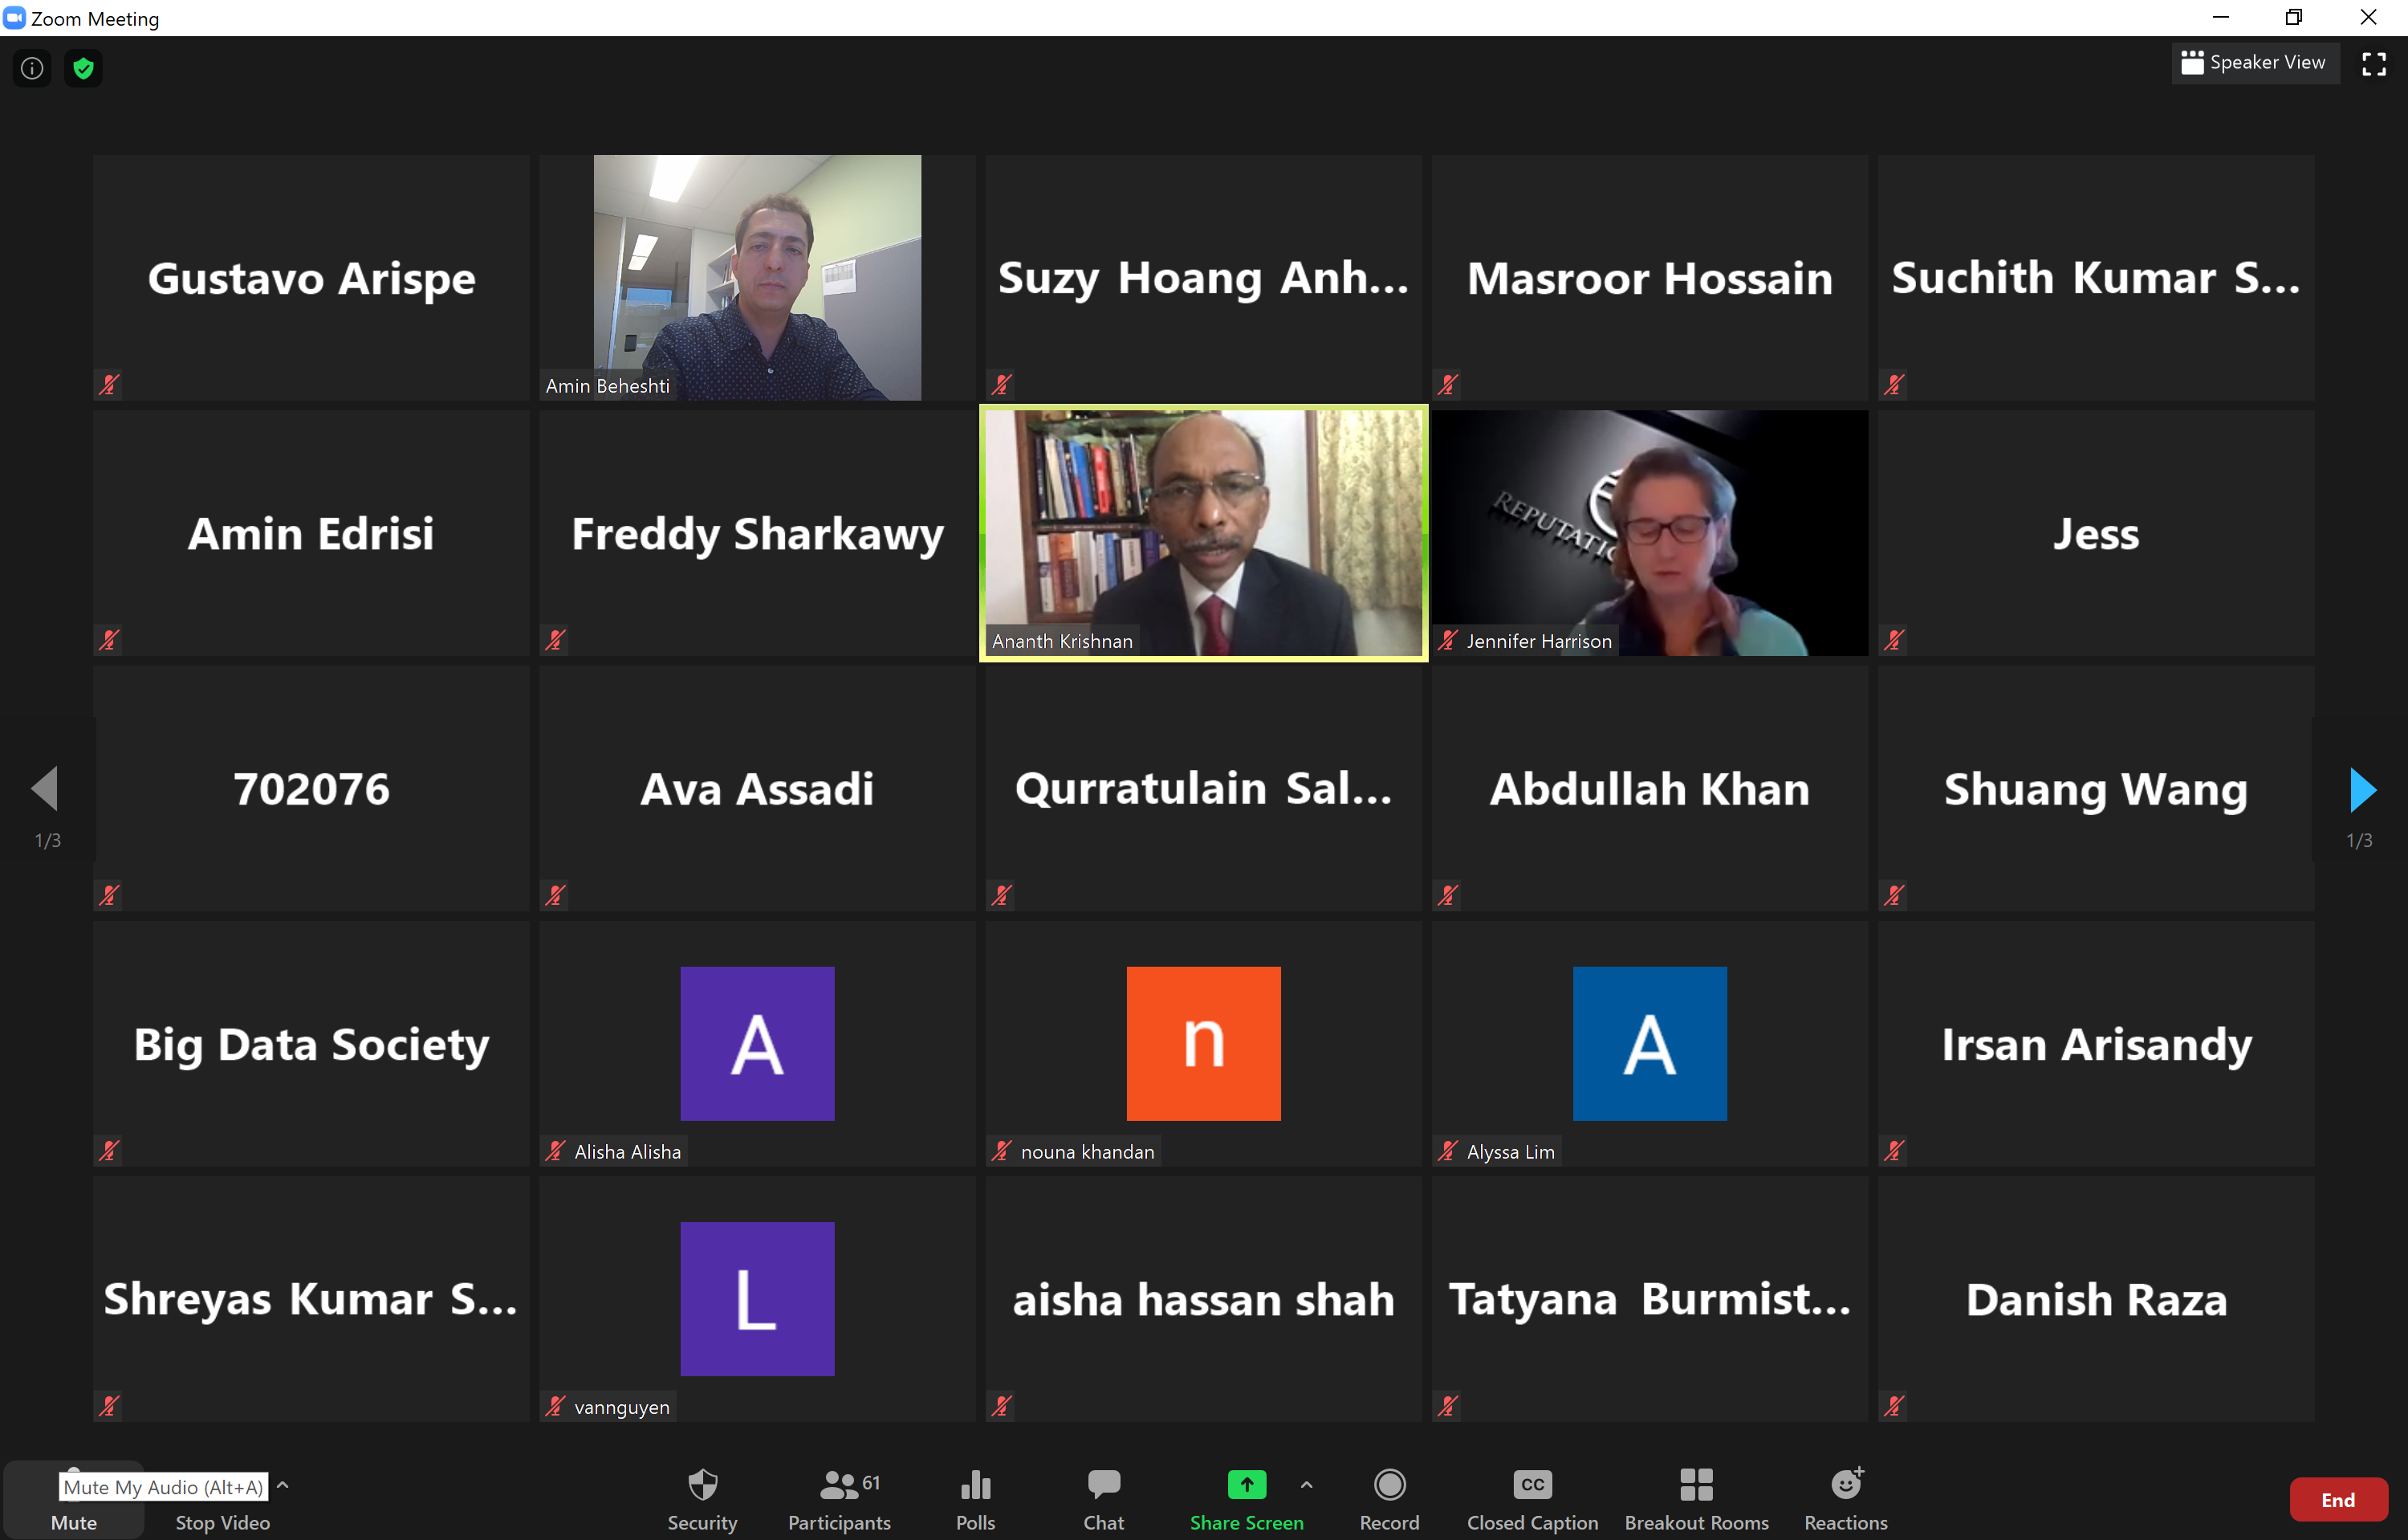 Zoom Meeting
Speaker View
Gustavo Arispe
Amin Beheshti
Suzy Hoang Anh...
Masroor Hossain
Suchith Kumar S...
Amin Edrisi
Freddy Sharkawy
Ananth Krishnan
REPUTATIO
Jennifer Harrison
Jess
702076
Ava Assadi
Qurratulain Sal...
Abdullah Khan
Shuang Wang
1/3
1/3
Big Data Society
A
Alisha Alisha
n
nouna khandan
A
Alyssa Lim
Irsan Arisandy
Shreyas Kumar S...
L
vannguyen
aisha hassan shah
Tatyana Burmist...
Danish Raza
Mute My Audio (Alt+A)
Mute
Stop Video
Security
61
Participants
Polls
Chat
Share Screen
Record
CC
Closed Caption
Breakout Rooms
Reactions
End